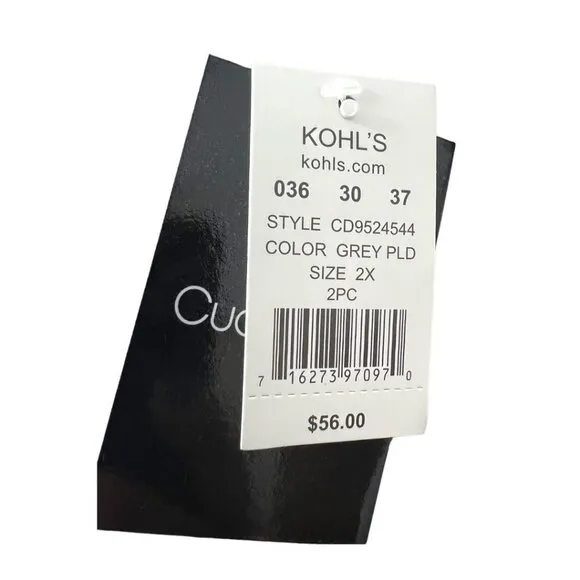 KOHL'S
kohls.com
036 30 37
STYLE CD9524544
COLOR GREY PLD
SIZE 2X
2PC
Cud
7 16273 97097 0
$56.00